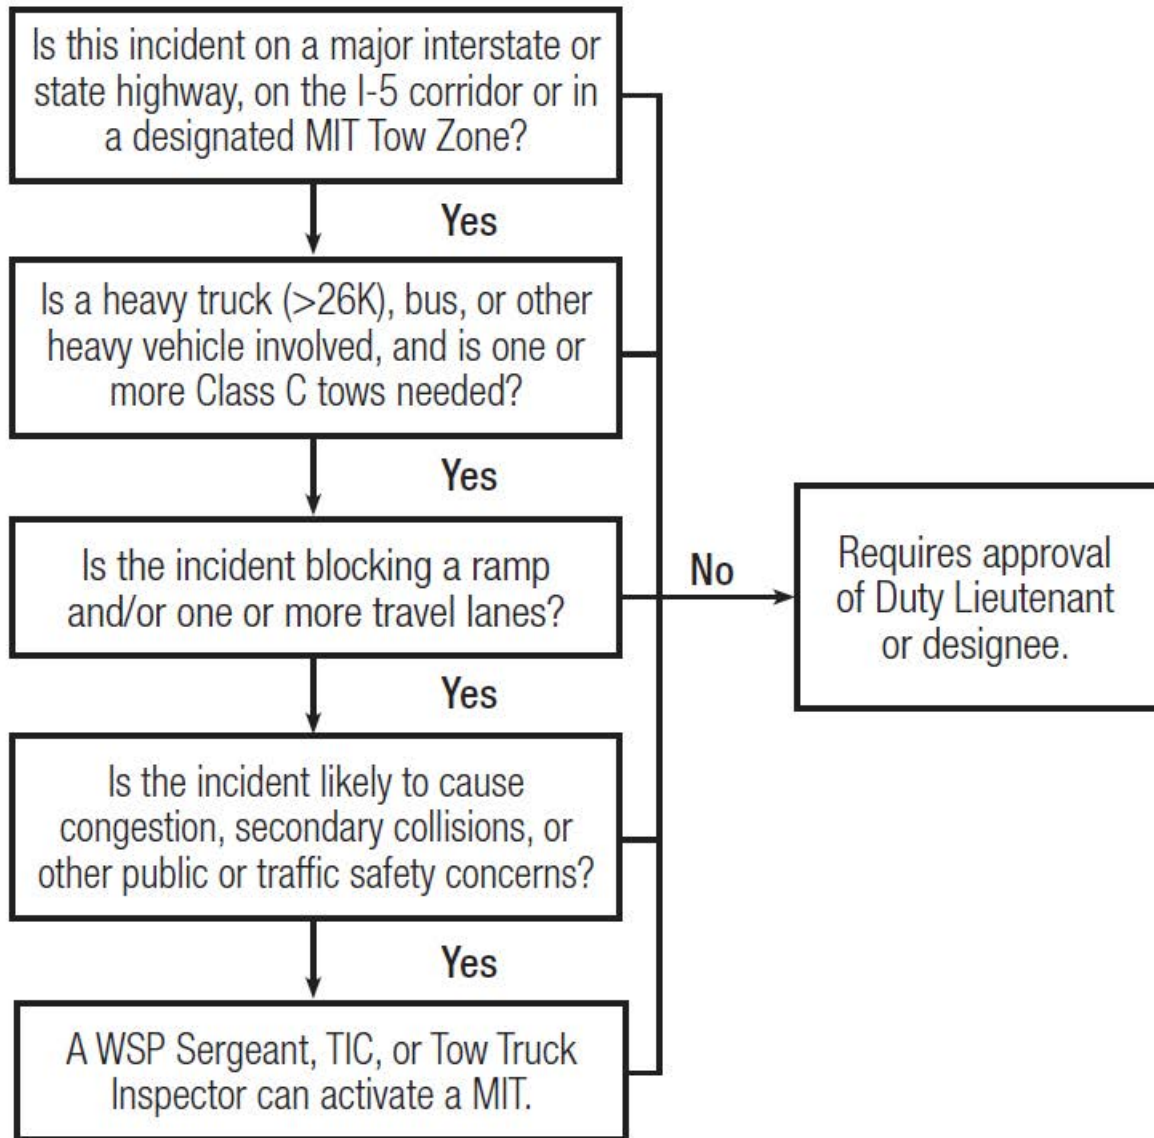 Is this incident on a major interstate or
state highway, on the I-5 corridor or in
a designated MIT Tow Zone?
Yes
Is a heavy truck (>26K), bus, or other
heavy vehicle involved, and is one or
more Class C tows needed?
Yes
Is the incident blocking a ramp
and/or one or more travel lanes?
No
Requires approval
of Duty Lieutenant
or designee.
Yes
Is the incident likely to cause
congestion, secondary collisions, or
other public or traffic safety concerns?
Yes
A WSP Sergeant, TIC, or Tow Truck
Inspector can activate a MIT.